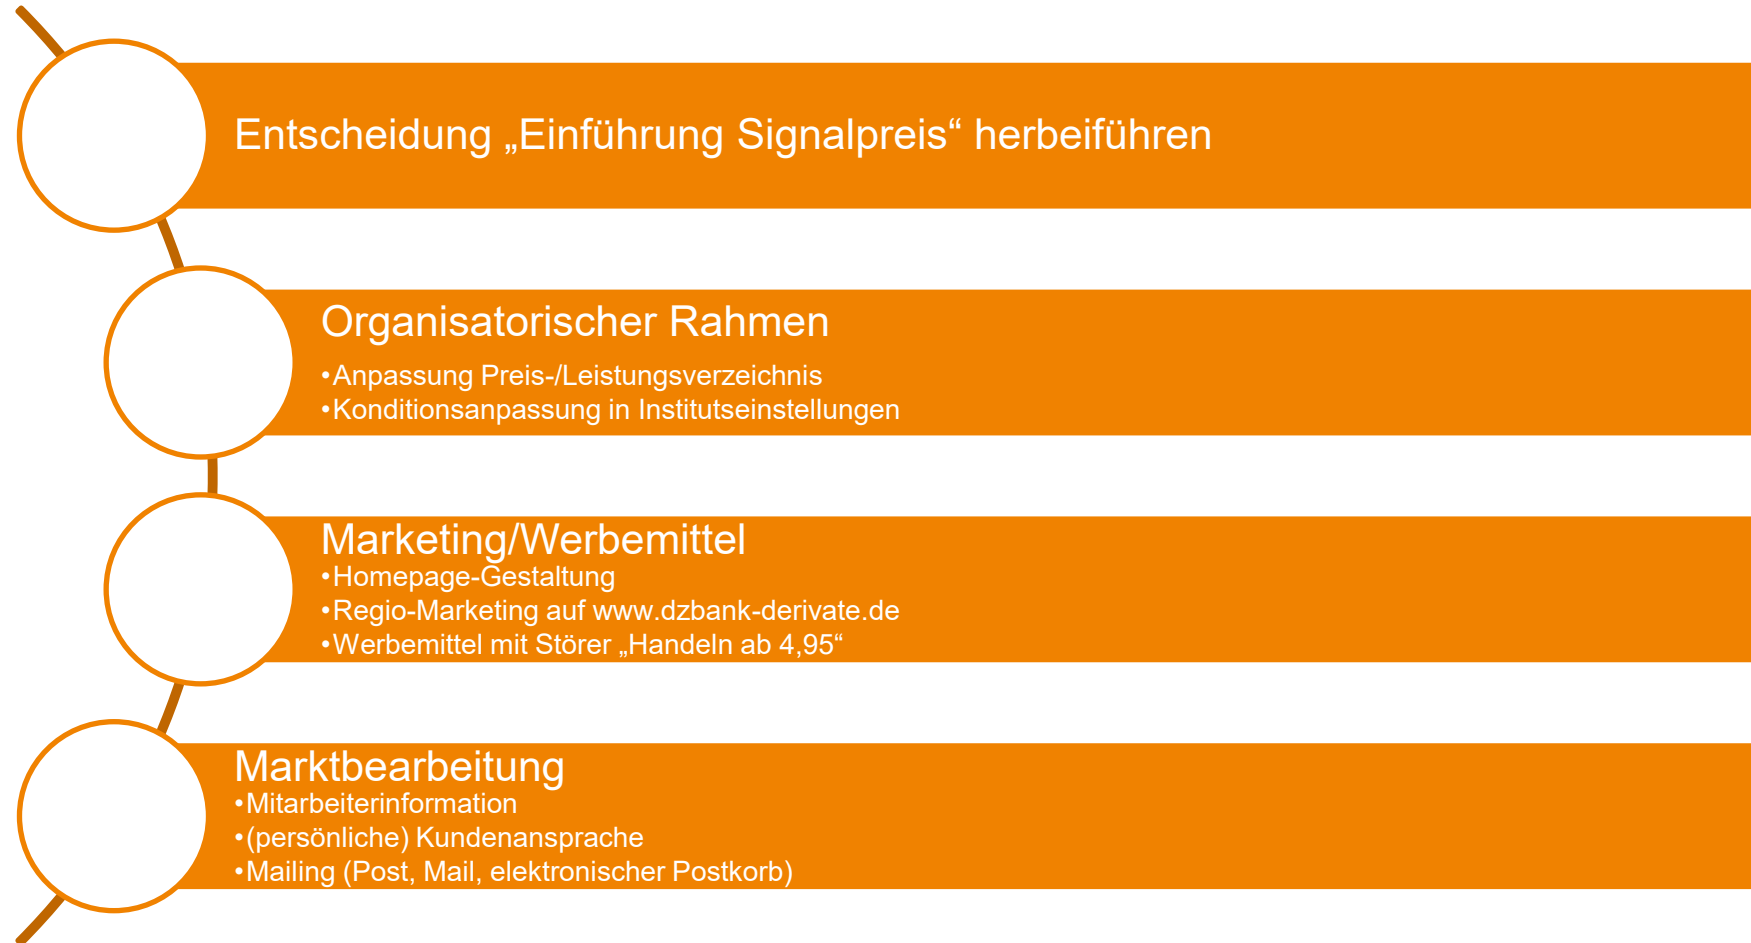 Entscheidung „Einführung Signalpreis“ herbeiführen
Organisatorischer Rahmen
•Anpassung Preis-/Leistungsverzeichnis
•Konditionsanpassung in Institutseinstellungen
Marketing/Werbemittel
•Homepage-Gestaltung
•Regio-Marketing auf www.dzbank-derivate.de
•Werbemittel mit Störer „Handeln ab 4,95“
Marktbearbeitung
•Mitarbeiterinformation
•(persönliche) Kundenansprache
•Mailing (Post, Mail, elektronischer Postkorb)